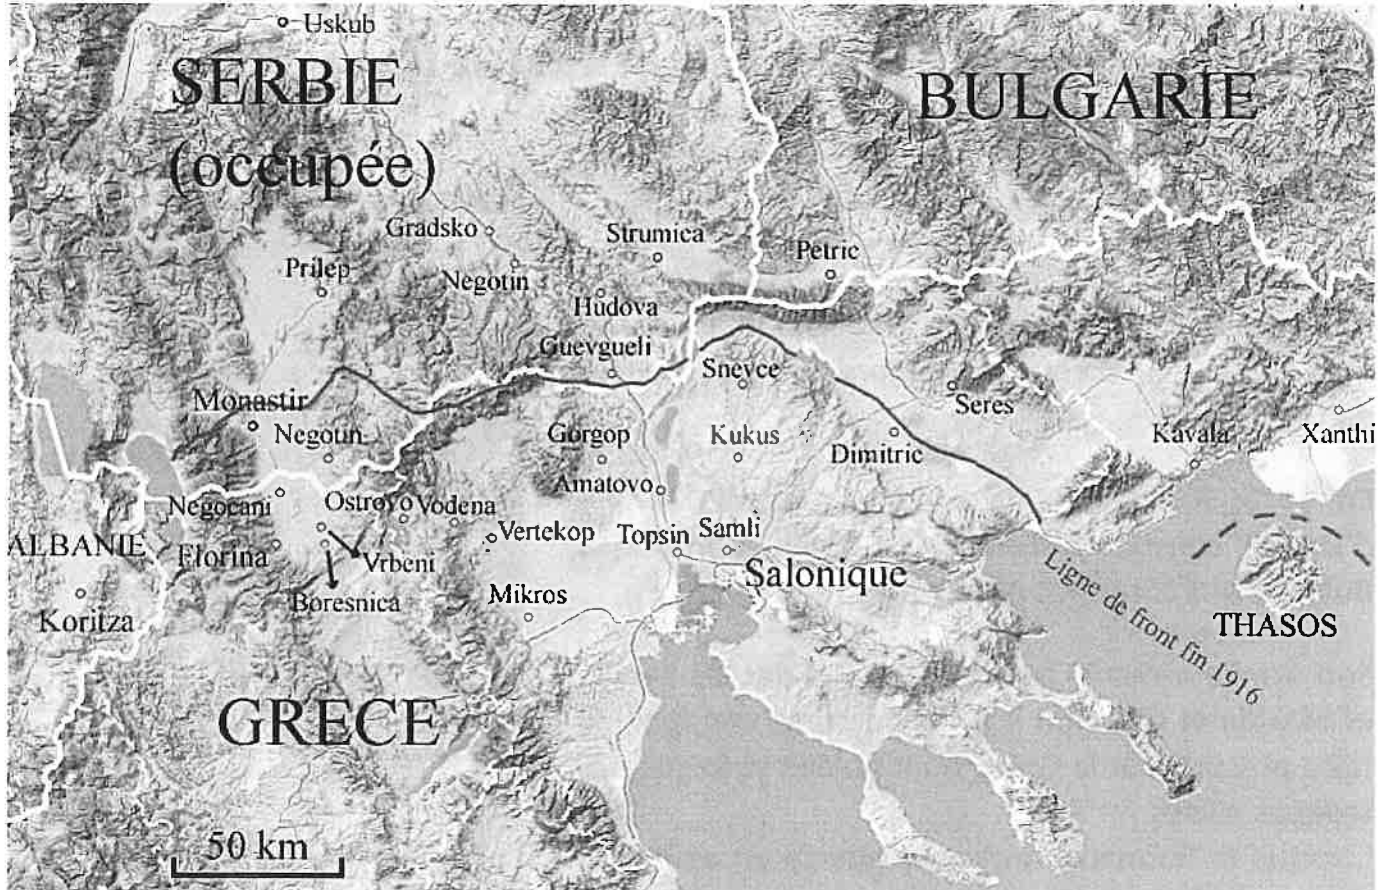 Uskub
SERBIE
(occupée)
BULGARIE
Gradsko
Strumica
Petric
Prilep
Negotin
Hudova
Guevgueli
Snevce
Monastir
Seres
Negotin
Gorgop
Kukus
Kavala
Xanthi
Dimitric
Amatovo
Negocani
Ostrovo
Vodena
Vertekop
Topsin
Samli
ALBANIE
Florina
Vrbeni
Salonique
Mikros
Boresnica
Koritza
THASOS
Ligne de front fin 1916
GRECE
50 km